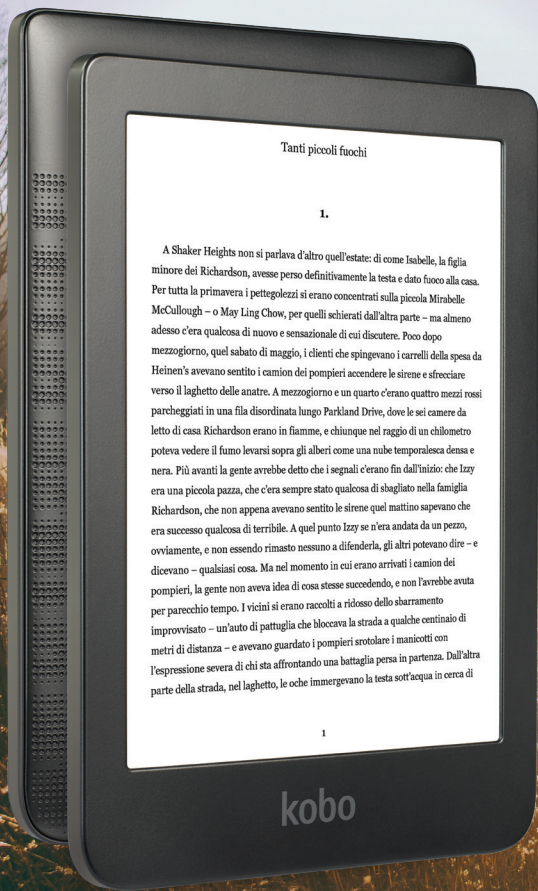 Tanti piccoli fuochi
1.
A Shaker Heights non si parlava d'altro quell'estate: di come Isabelle, la figlia
minore dei Richardson, avesse perso definitivamente la testa e dato fuoco alla casa.
Per tutta la primavera i pettegolezzi si erano concentrati sulla piccola Mirabelle
McCullough – o May Ling Chow, per quelli schierati dall'altra parte – ma almeno
adesso c'era qualcosa di nuovo e sensazionale di cui discutere. Poco dopo
mezzogiorno, quel sabato di maggio, i clienti che spingevano i carrelli della spesa da
Heinen's avevano sentito i camion dei pompieri accendere le sirene e sfrecciare
verso il laghetto delle anatre. A mezzogiorno e un quarto c'erano quattro mezzi rossi
parcheggiati in una fila disordinata lungo Parkland Drive, dove le sei camere da
letto di casa Richardson erano in fiamme, e chiunque nel raggio di un chilometro
poteva vedere il fumo levarsi sopra gli alberi come una nube temporalesca densa e
nera. Più avanti la gente avrebbe detto che i segnali c'erano fin dall'inizio: che Izzy
era una piccola pazza, che c'era sempre stato qualcosa di sbagliato nella famiglia
Richardson, che non appena avevano sentito le sirene quel mattino sapevano che
era successo qualcosa di terribile. A quel punto Izzy se n'era andata da un pezzo,
ovviamente, e non essendo rimasto nessuno a difenderla, gli altri potevano dire – e
dicevano – qualsiasi cosa. Ma nel momento in cui erano arrivati i camion dei
pompieri, la gente non aveva idea di cosa stesse succedendo, e non l'avrebbe avuta
per parecchio tempo. I vicini si erano raccolti a ridosso dello sbarramento
improvvisato – un'auto di pattuglia che bloccava la strada a qualche centinaio di
metri di distanza – e avevano guardato i pompieri srotolare i manicotti con
l'espressione severa di chi sta affrontando una battaglia persa in partenza. Dall'altra
parte della strada, nel laghetto, le oche immergevano la testa sott'acqua in cerca di
1
kobo